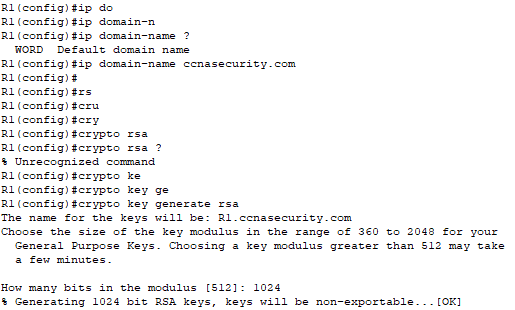 R1(config)#ip do
R1(config)#ip domain-n
R1(config)#ip domain-name ?
  WORD  Default domain name
R1(config)#ip domain-name ccnasecurity.com
R1(config)#
R1(config)#rs
R1(config)#cru
R1(config)#cry
R1(config)#crypto rsa
R1(config)#crypto rsa ?
% Unrecognized command
R1(config)#crypto ke
R1(config)#crypto key ge
R1(config)#crypto key generate rsa
The name for the keys will be: R1.ccnasecurity.com
Choose the size of the key modulus in the range of 360 to 2048 for your
  General Purpose Keys. Choosing a key modulus greater than 512 may take
  a few minutes.

How many bits in the modulus [512]: 1024
% Generating 1024 bit RSA keys, keys will be non-exportable...[OK]